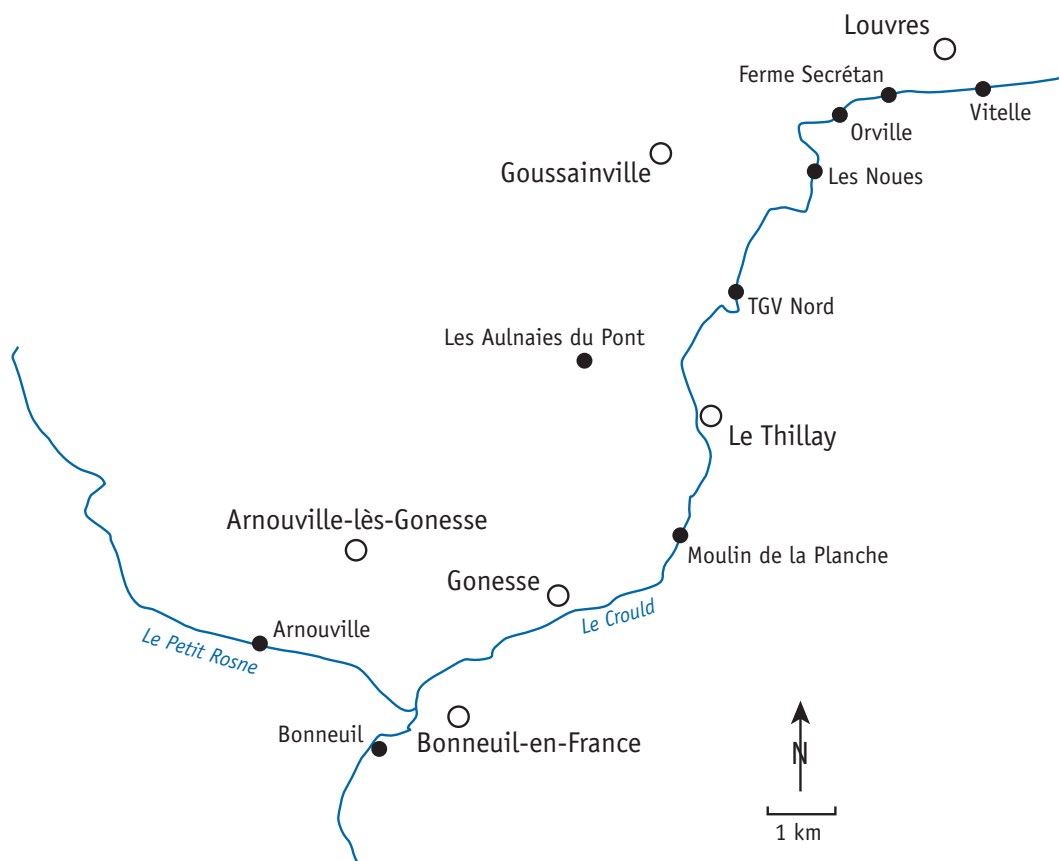 Louvres
Ferme Secrétan
Vitelle
Orville
Goussainville
Les Noues
TGV Nord
Les Aulnaies du Pont
Le Thillay
Arnouville-lès-Gonesse
Moulin de la Planche
Gonesse
Le Crould
Arnouville
Le Petit Rosne
Bonneuil
Bonneuil-en-France
N
1 km